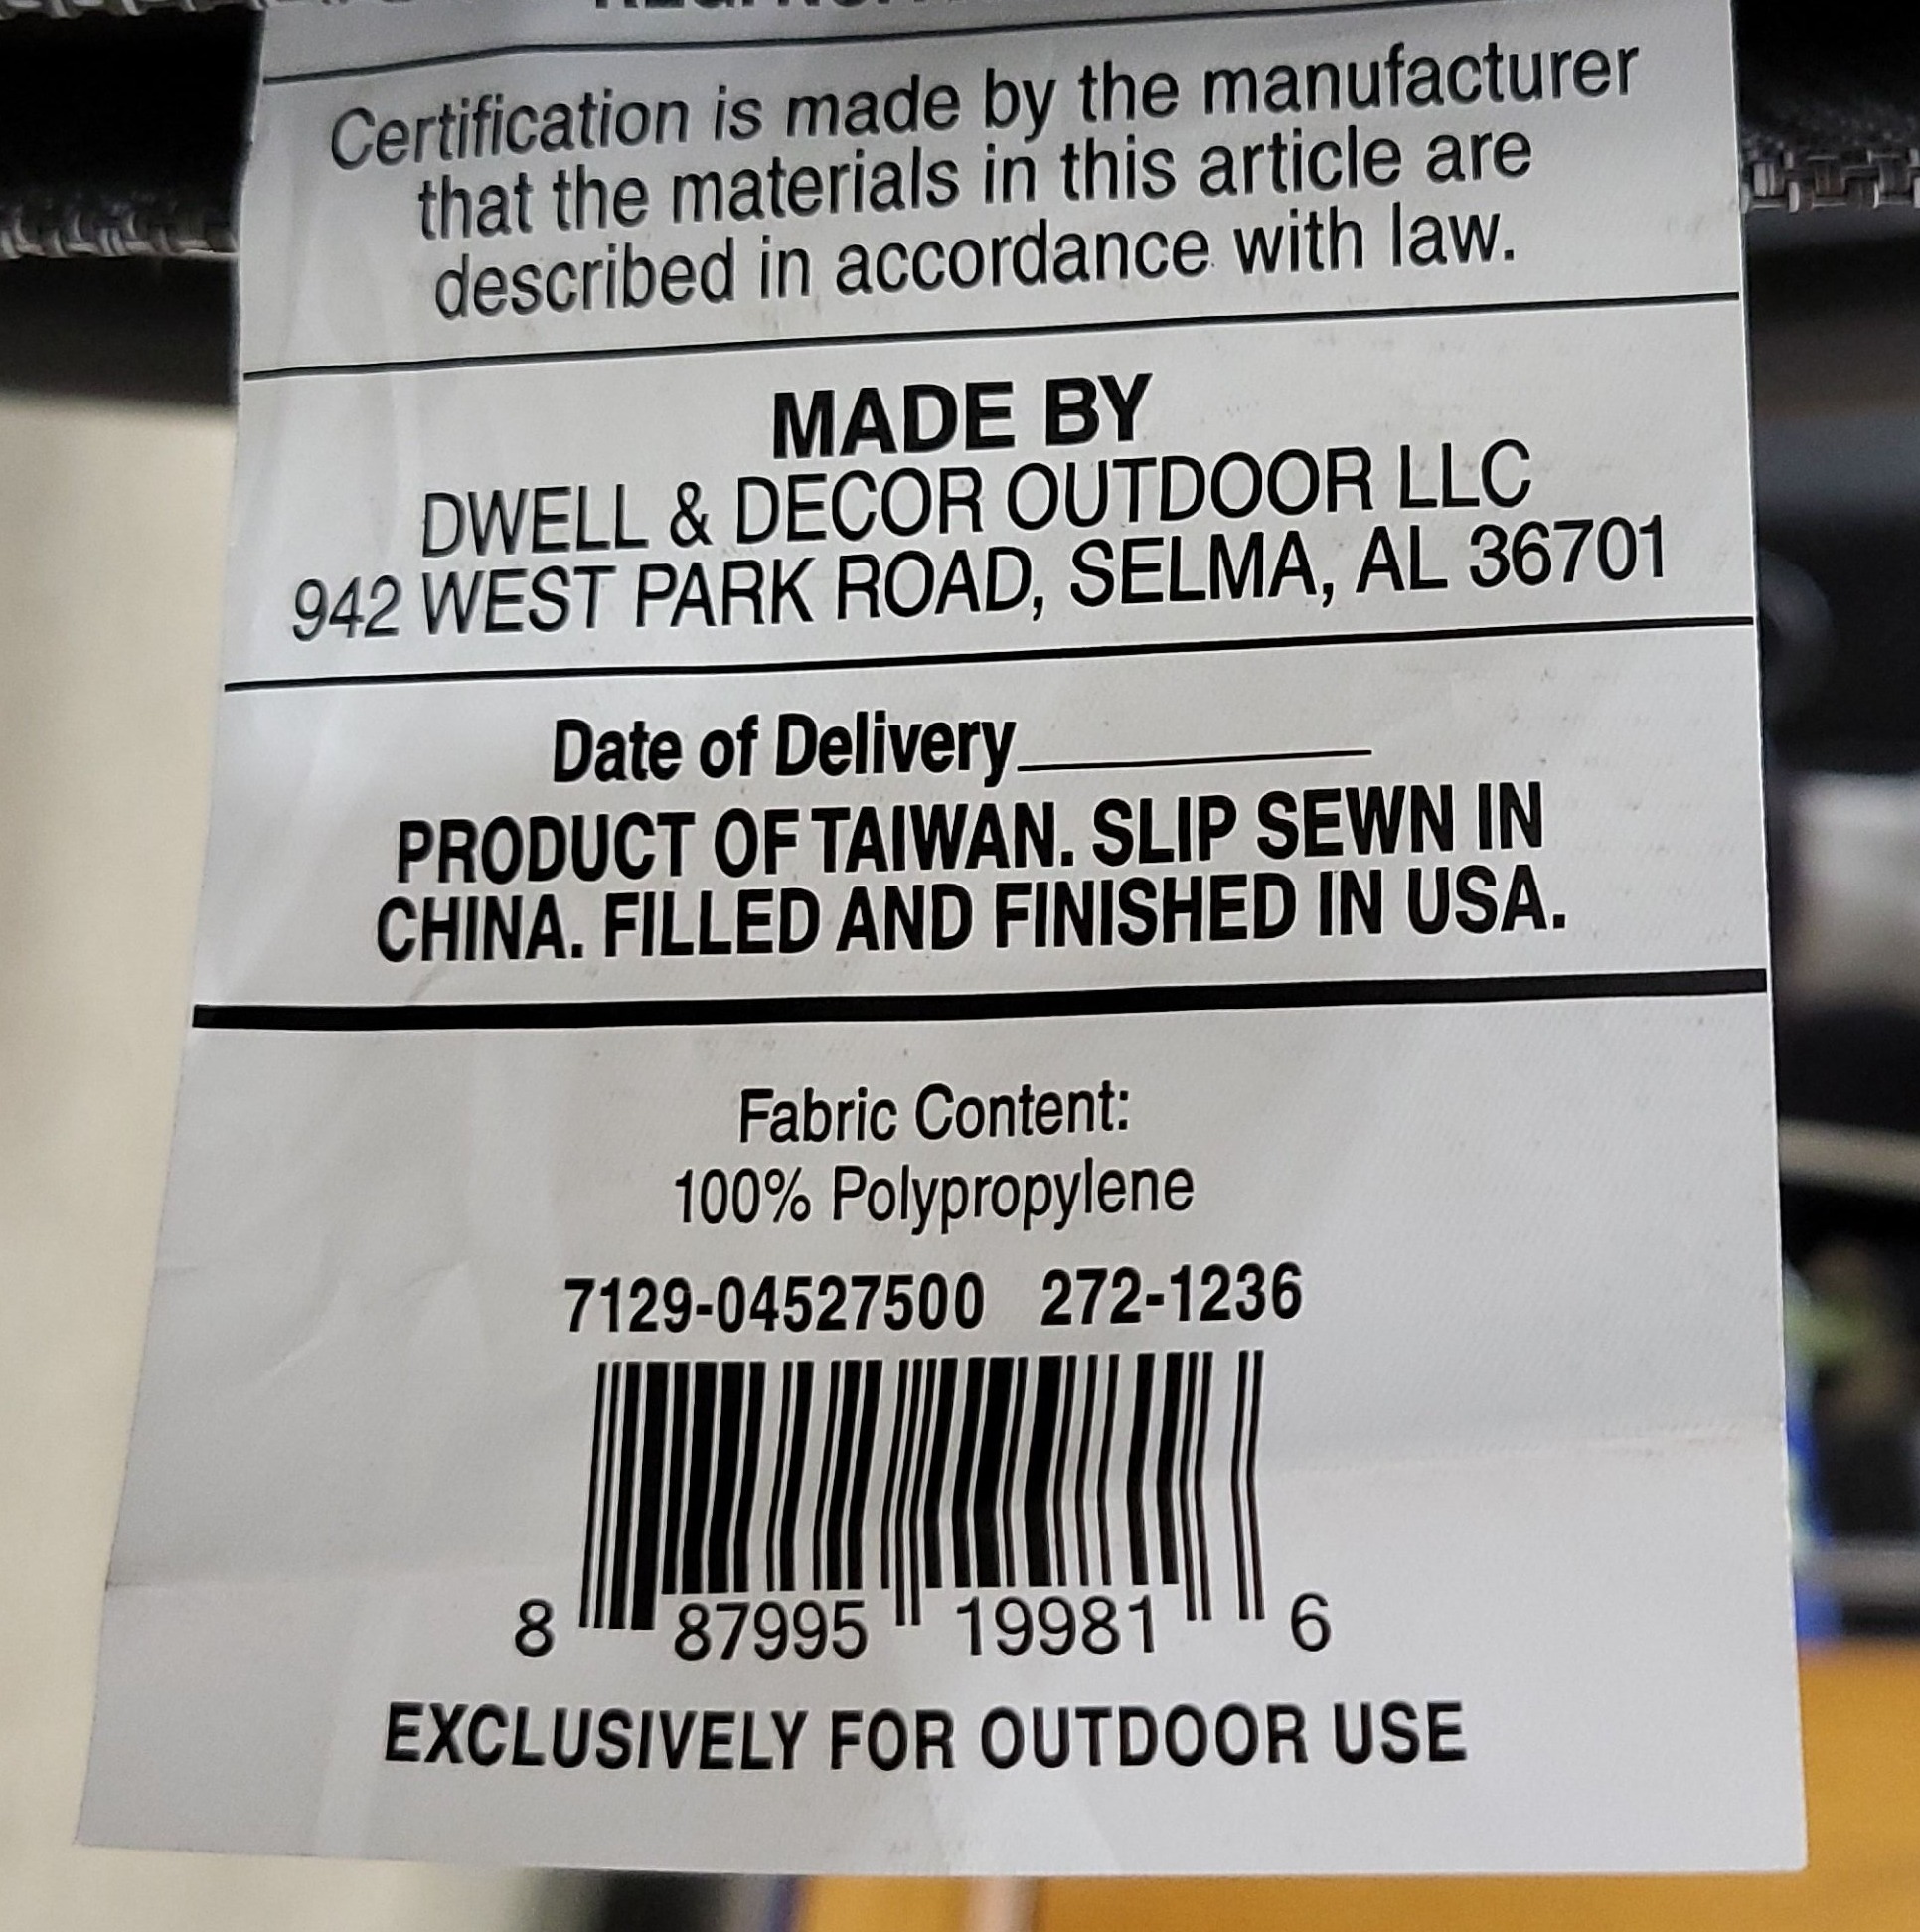 Certification is made by the manufacturer
that the materials in this article are
described in accordance with law.
MADE BY
DWELL & DECOR OUTDOOR LLC
942 WEST PARK ROAD, SELMA, AL 36701
Date of Delivery
PRODUCT OF TAIWAN. SLIP SEWN IN
CHINA. FILLED AND FINISHED IN USA.
Fabric Content:
100% Polypropylene
7129-04527500 272-1236
8 87995 19981 6
EXCLUSIVELY FOR OUTDOOR USE